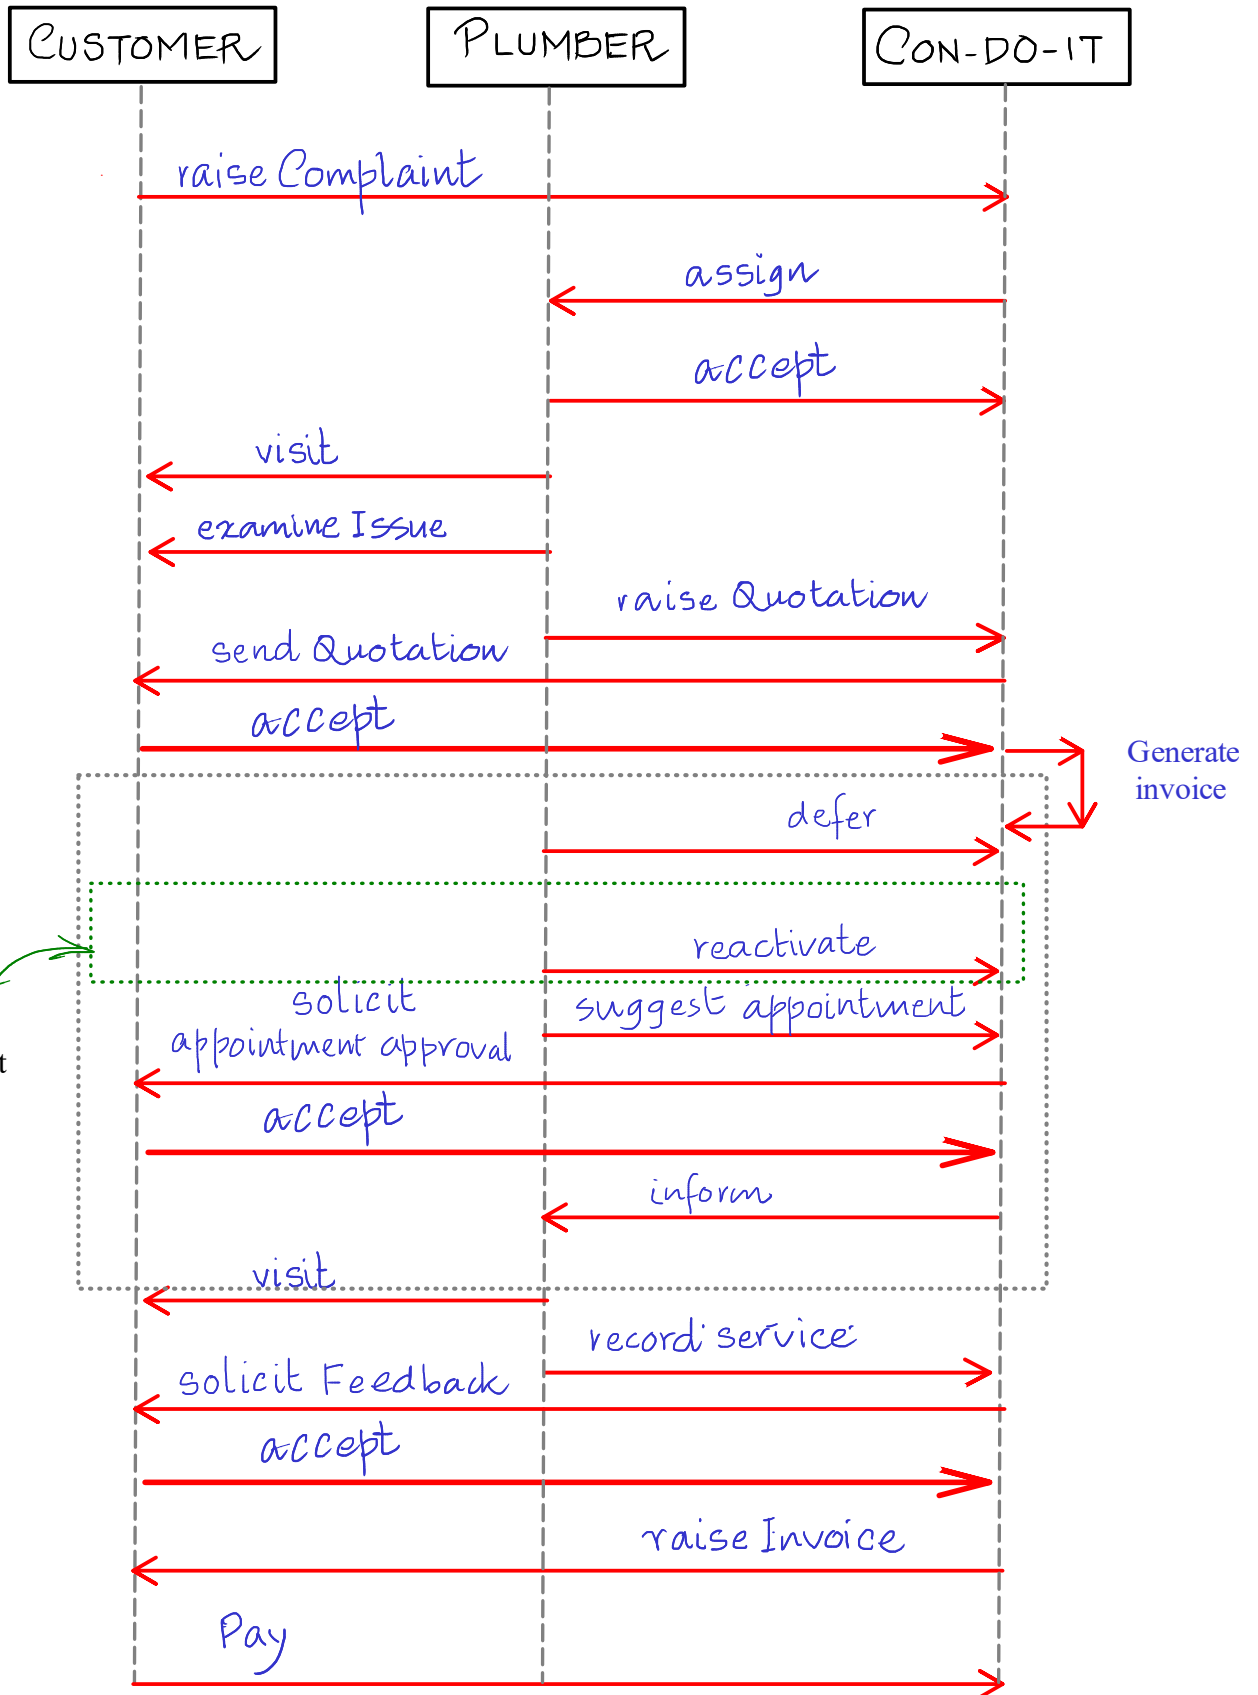 CUSTOMER
PLUMBER
CON-DO-IT
raise Complaint
assign
accept
visit
examine Issue
raise Quotation
send Quotation
accept
Generate
invoice
defer
reactivate
solicit
suggest appointment
appointment approval
t
accept
inform
visit
record service
solicit Feedback
accept
raise Invoice
Pay